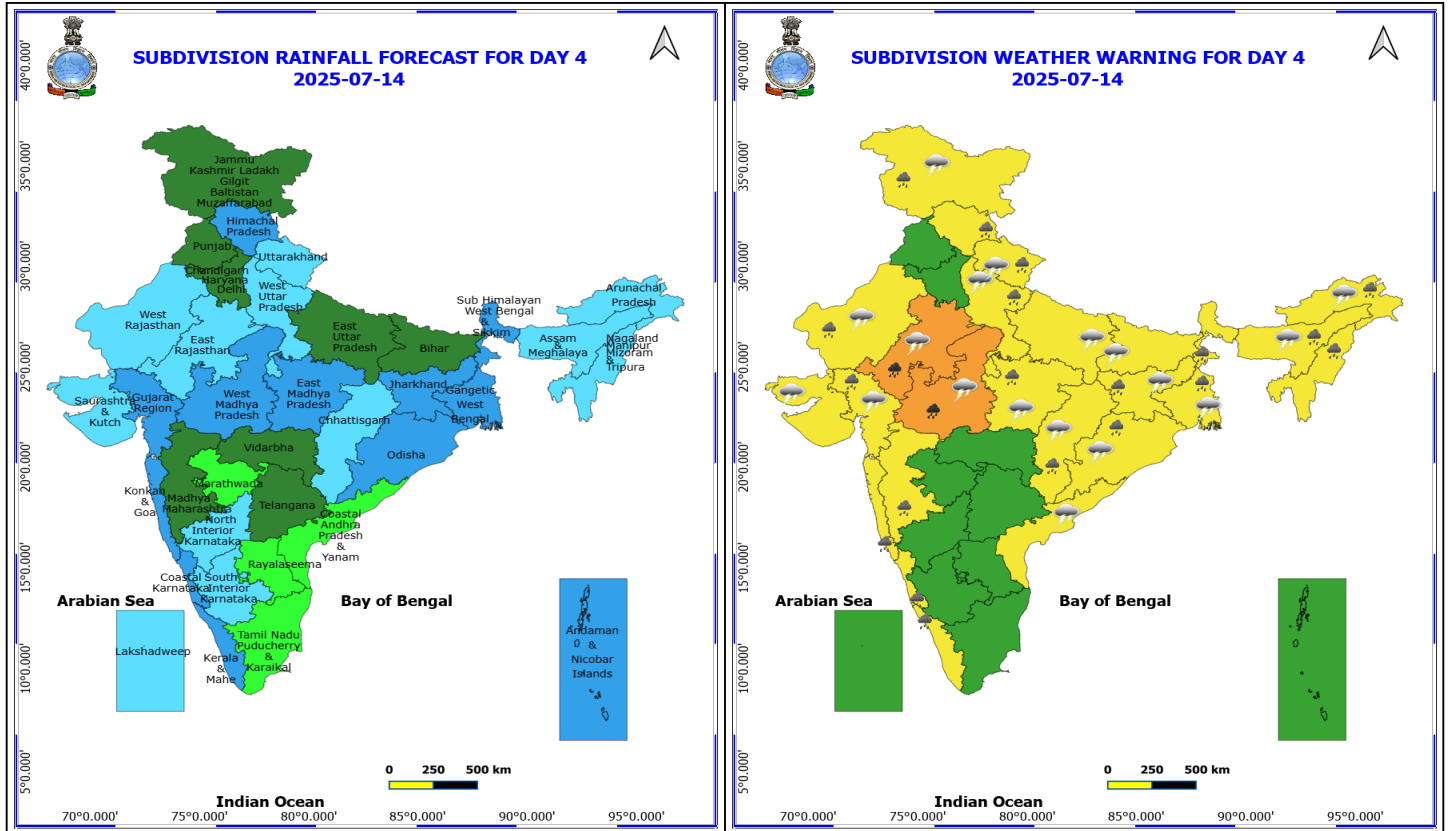 SUBDIVISION RAINFALL FORECAST FOR DAY 4
2025-07-14
40°0.000'
35°0.000'
30°0.000'
25°0.000'
20°0.000'
15°0.000'
10°0.000'
5°0.000'
Jammu
Kashmir Ladakh
Gilgit
Baltistan
Muzaffarabad
Himachal
Pradesh
Punjab
Uttarakhand
Chandigarh
Haryana
Delhi
West
Uttar
Pradesh
West
Rajasthan
East
Rajasthan
East
Uttar
Pradesh
Bihar
Sub Himalayan
West Bengal
&
Sikkim
Arunachal
Pradesh
Assam
&
Meghalaya
Nagaland
Manipur
Mizoram
&
Tripura
Saurashtra
&
Kutch
Gujarat
Region
West
Madhya
Pradesh
East
Madhya
Pradesh
Jharkhand
Gangetic
West
Bengal
Chhattisgarh
Odisha
Vidarbha
Marathwada
Konkan
&
Goa
Madhya
Maharashtra
Telangana
North
Interior
Karnataka
Coastal
Andhra
Pradesh
&
Yanam
Rayalaseema
Coastal
Karnataka
South
Interior
Karnataka
Arabian Sea
Bay of Bengal
Lakshadweep
Tamil Nadu
Puducherry
&
Karaikal
Kerala
&
Mahe
Andaman
&
Nicobar
Islands
0 250 500 km
Indian Ocean
70°0.000' 75°0.000' 80°0.000' 85°0.000' 90°0.000' 95°0.000'
SUBDIVISION WEATHER WARNING FOR DAY 4
2025-07-14
40°0.000'
35°0.000'
30°0.000'
25°0.000'
20°0.000'
15°0.000'
10°0.000'
5°0.000'
Arabian Sea
Bay of Bengal
0 250 500 km
Indian Ocean
70°0.000' 75°0.000' 80°0.000' 85°0.000' 90°0.000' 95°0.000'